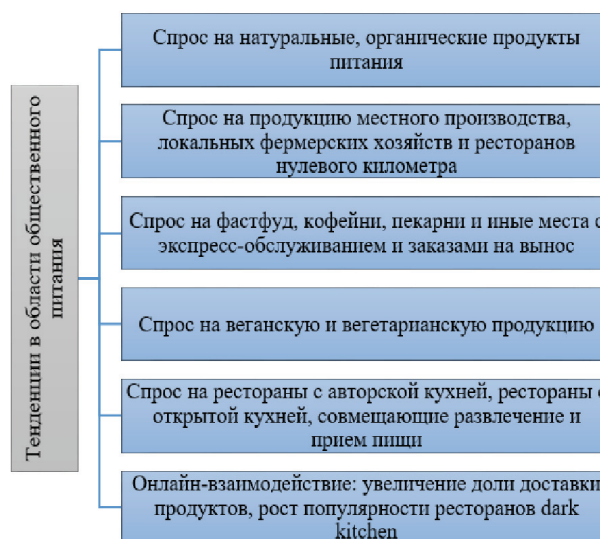 Тенденции в области общественного
питания
Спрос на натуральные, органические продукты
питания
Спрос на продукцию местного производства,
локальных фермерских хозяйств и ресторанов
нулевого километра
Спрос на фастфуд, кофейни, пекарни и иные места с
экспресс-обслуживанием и заказами на вынос
Спрос на веганскую и вегетарианскую продукцию
Спрос на рестораны с авторской кухней, рестораны с
открытой кухней, совмещающие развлечение и
прием пищи
Онлайн-взаимодействие: увеличение доли доставки
продуктов, рост популярности ресторанов dark
kitchen